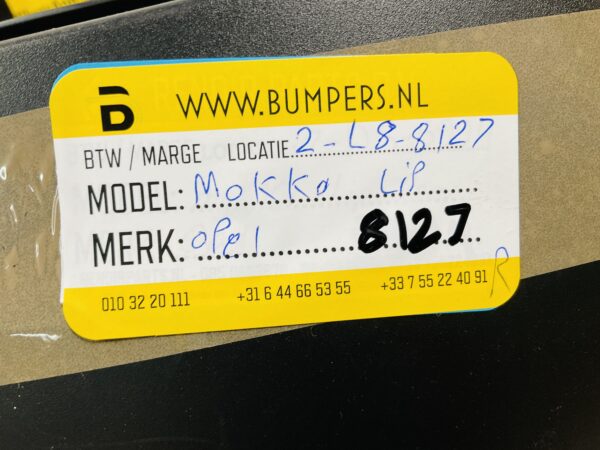 B WWW.BUMPERS.NL
BTW / MARGE LOCATIE 2-L8-8127
MODEL: Mokka Lip
MERK: OPel 8127
010 32 20 111 +31 6 44 66 53 55 +33 7 55 22 40 91 R